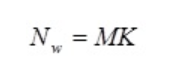 N_w = MK